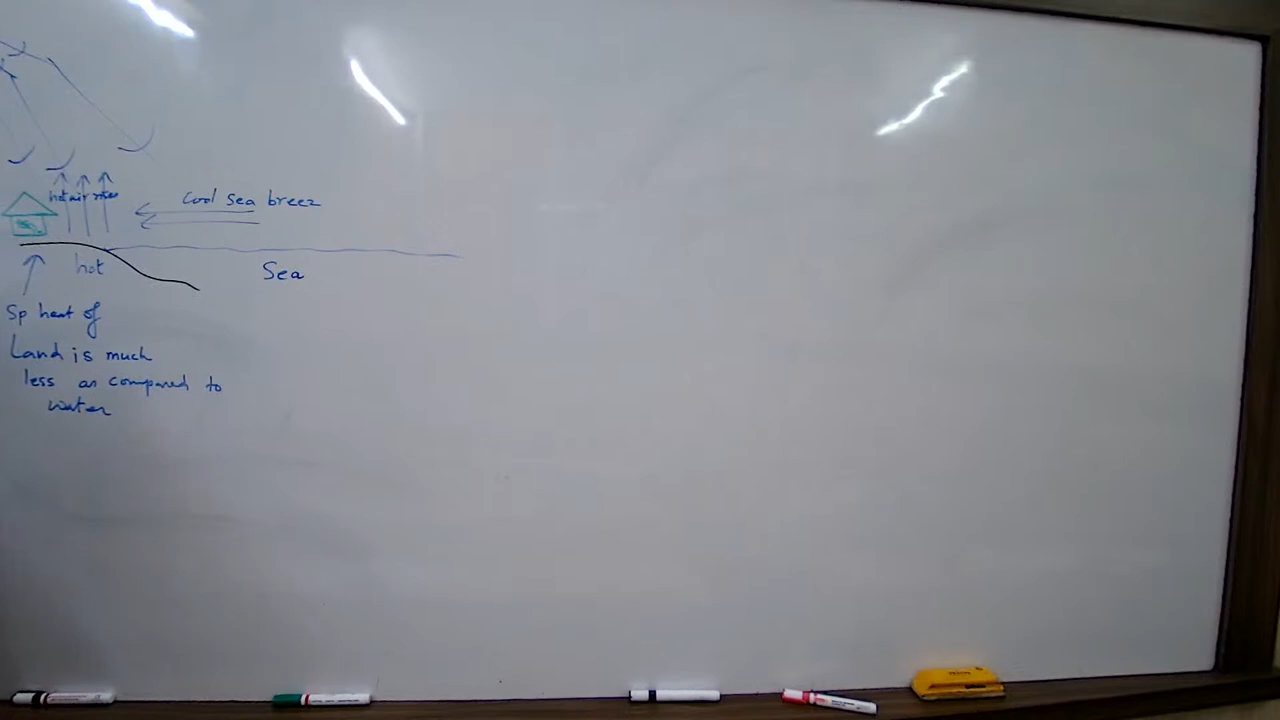 hot air rises
Cool Sea breez
hot
Sea
Sp heat of
Land is much
less as compared to
water